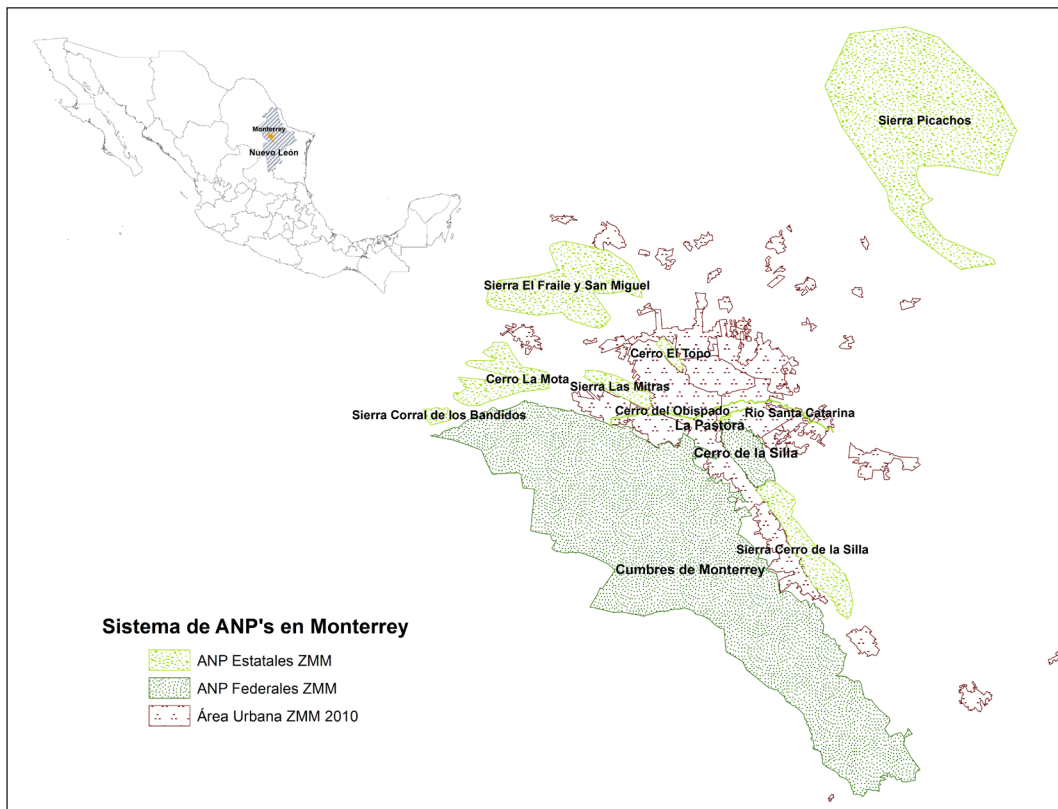 Monterrey
Nuevo León
Sierra Picachos
Sierra El Fraile y San Miguel
Cerro El Topo
Cerro La Mota
Sierra Las Mitras
Sierra Corral de los Bandidos
Cerro del Obispado
Rio Santa Catarina
La Pastora
Cerro de la Silla
Sierra Cerro de la Silla
Cumbres de Monterrey
Sistema de ANP's en Monterrey
ANP Estatales ZMM
ANP Federales ZMM
Área Urbana ZMM 2010